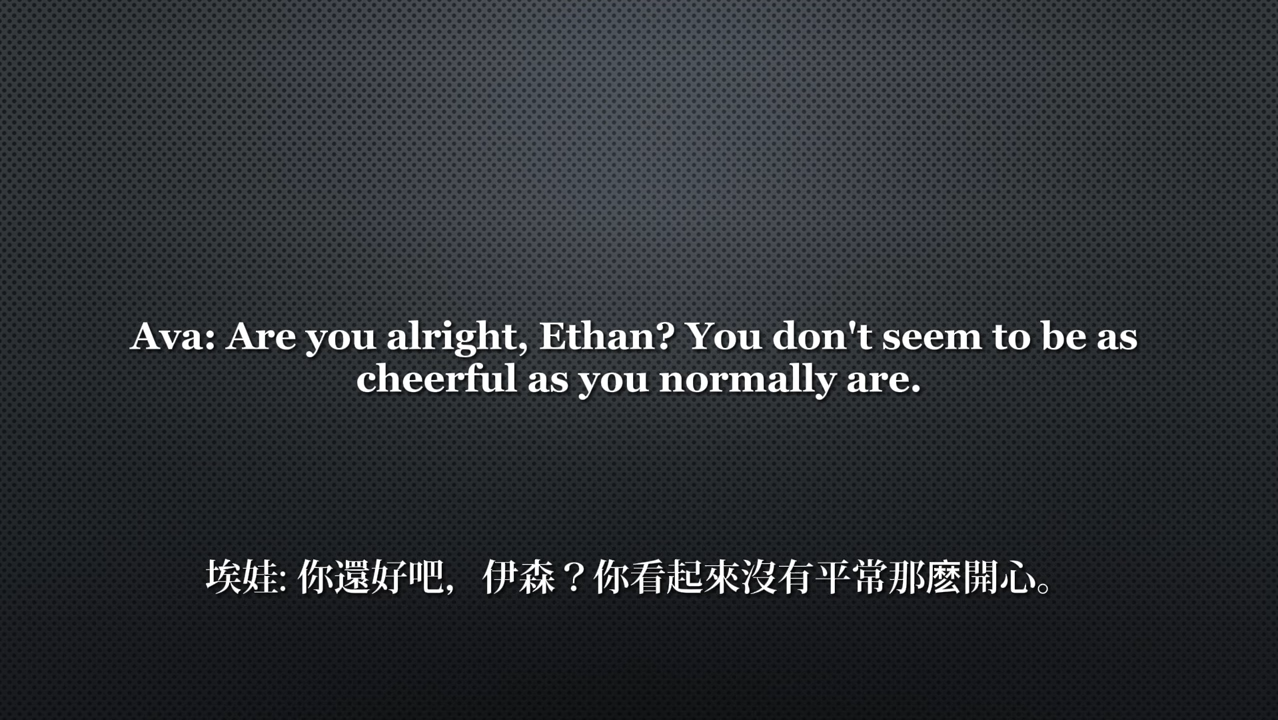 Ava: Are you alright, Ethan? You don't seem to be as
cheerful as you normally are.
埃娃: 你還好吧，伊森？你看起來沒有平常那麽開心。